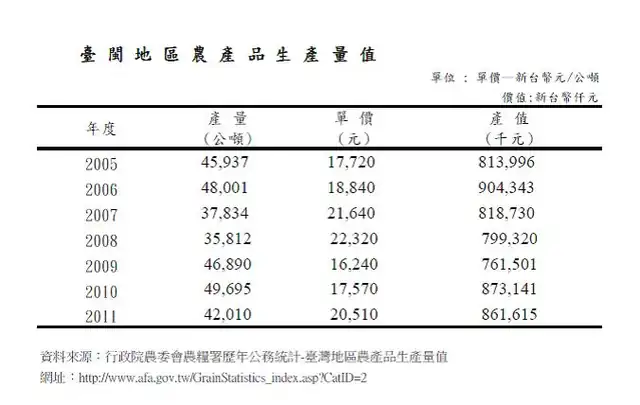 臺閩地區農產品生產量值
單位 : 單價—新台幣元/公噸
價值:新台幣仟元
年度 產量 (公噸) 單價 (元) 產值 (千元)
2005 45,937 17,720 813,996
2006 48,001 18,840 904,343
2007 37,834 21,640 818,730
2008 35,812 22,320 799,320
2009 46,890 16,240 761,501
2010 49,695 17,570 873,141
2011 42,010 20,510 861,615
資料來源：行政院農委會農糧署歷年公務統計-臺灣地區農產品生產量值
網址：http://www.afa.gov.tw/GrainStatistics_index.asp?CatID=2